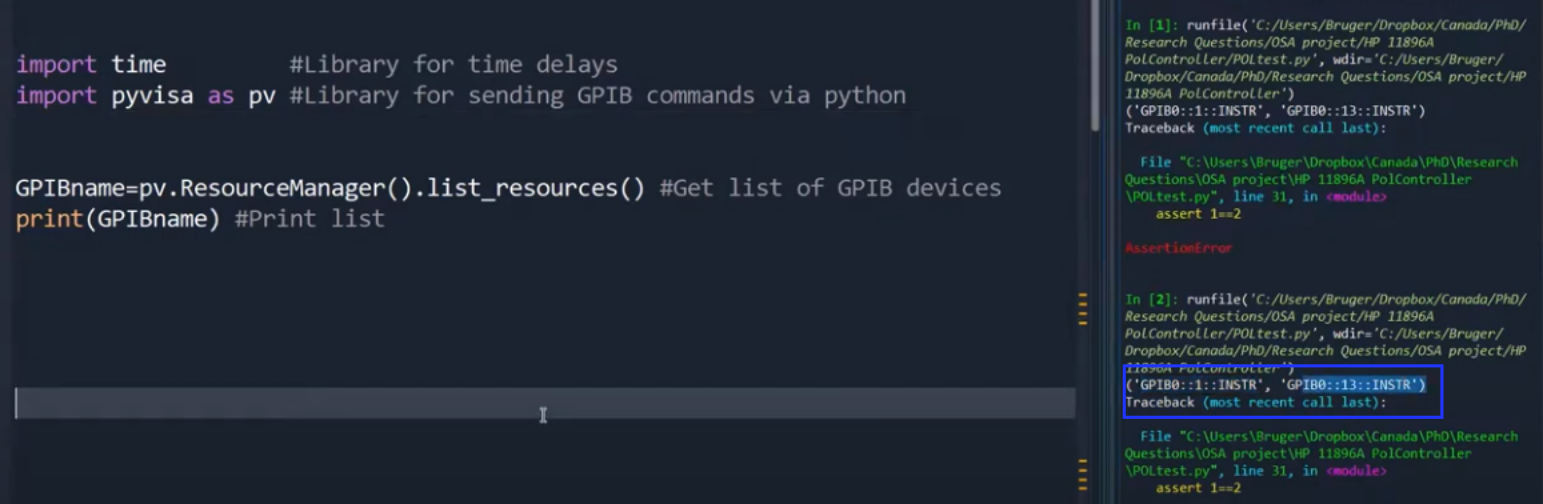 import time #Library for time delays
import pyvisa as pv #Library for sending GPIB commands via python
GPIBname=pv.ResourceManager().list_resources() #Get list of GPIB devices
print(GPIBname) #Print list
In [1]: runfile('C:/Users/Bruger/Dropbox/Canada/PhD/
Research Questions/OSA project/HP 11896A
PolController/POLtest.py', wdir='C:/Users/Bruger/
Dropbox/Canada/PhD/Research Questions/OSA project/HP
11896A PolController')
('GPIB0::1::INSTR', 'GPIB0::13::INSTR')
Traceback (most recent call last):
File "C:\Users\Bruger\Dropbox\Canada\PhD\Research
Questions\OSA project\HP 11896A PolController
\POLtest.py", line 31, in <module>
assert 1==2
AssertionError
In [2]: runfile('C:/Users/Bruger/Dropbox/Canada/PhD/
Research Questions/OSA project/HP 11896A
PolController/POLtest.py', wdir='C:/Users/Bruger/
Dropbox/Canada/PhD/Research Questions/OSA project/HP
11896A PolController')
('GPIB0::1::INSTR', 'GPIB0::13::INSTR')
Traceback (most recent call last):
File "C:\Users\Bruger\Dropbox\Canada\PhD\Research
Questions\OSA project\HP 11896A PolController
\POLtest.py", line 31, in <module>
assert 1==2